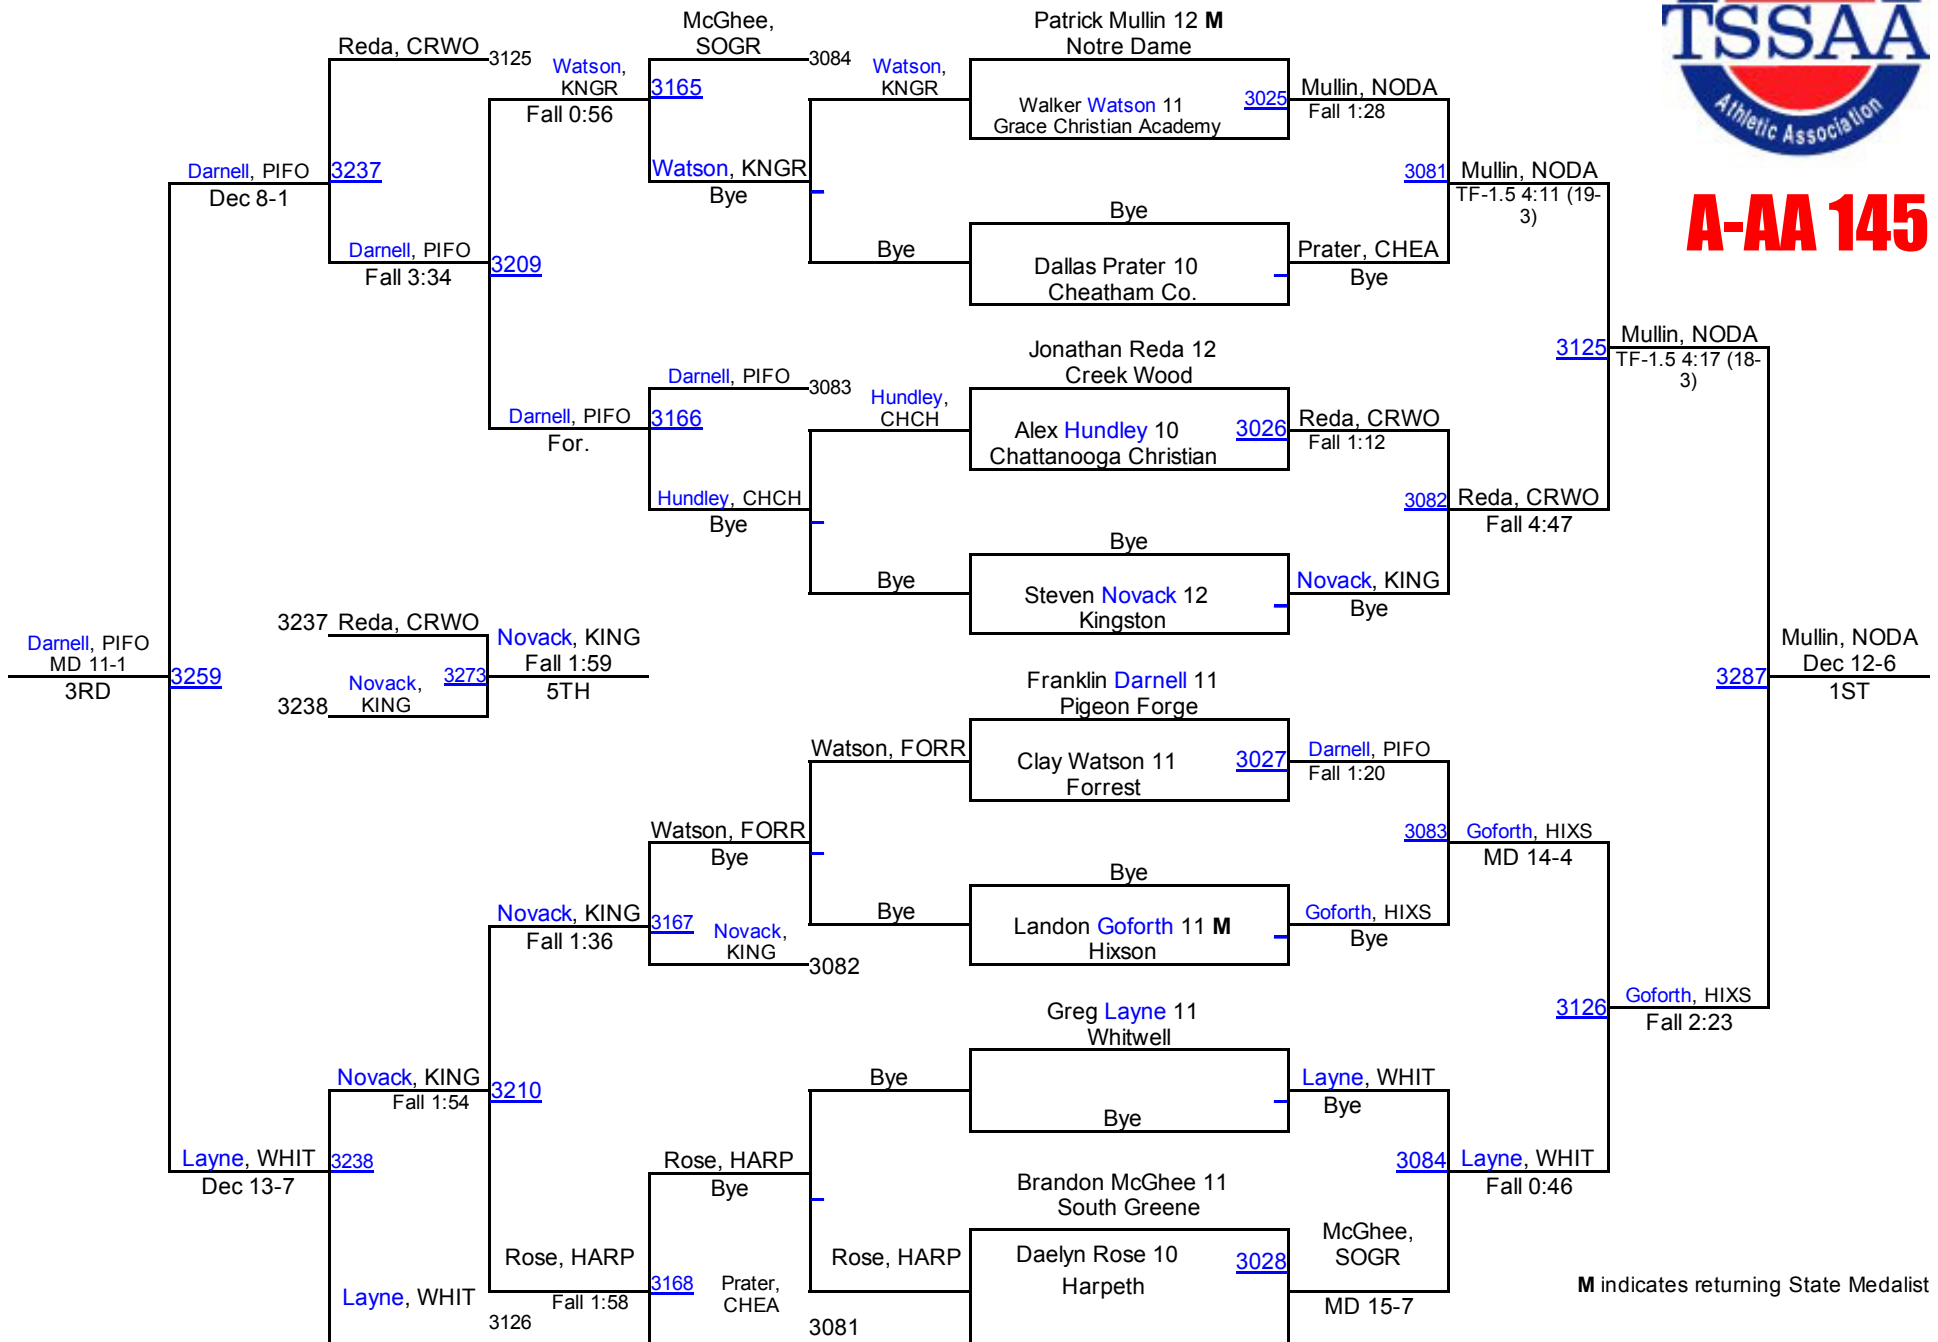 TSSAA
Athletic Association
A-AA 145
Reda, CRWO
3125
Darnell, PIFO
3237
Dec 8-1
Darnell, PIFO
Fall 3:34
3209
Watson,
KNGR
Fall 0:56
McGhee,
SOGR
3084
3165
Watson, KNGR
Bye
Watson,
KNGR
Bye
Darnell, PIFO
For.
Darnell, PIFO
3083
3166
Hundley, CHCH
Bye
Hundley,
CHCH
Bye
Patrick Mullin 12 M
Notre Dame
Walker Watson 11
Grace Christian Academy
3025
Mullin, NODA
Fall 1:28
Bye
Dallas Prater 10
Cheatham Co.
Prater, CHEA
Bye
3081
Mullin, NODA
TF-1.5 4:11 (19-
3)
Jonathan Reda 12
Creek Wood
Alex Hundley 10
Chattanooga Christian
3026
Reda, CRWO
Fall 1:12
Bye
Steven Novack 12
Kingston
Novack, KING
Bye
3082
Reda, CRWO
Fall 4:47
3125
Mullin, NODA
TF-1.5 4:17 (18-
3)
Darnell, PIFO
MD 11-1
3RD
3259
3237
Reda, CRWO
3238
Novack,
KING
3273
Novack, KING
Fall 1:59
5TH
3287
Mullin, NODA
Dec 12-6
1ST
Franklin Darnell 11
Pigeon Forge
Clay Watson 11
Forrest
3027
Darnell, PIFO
Fall 1:20
Bye
Landon Goforth 11 M
Hixson
Goforth, HIXS
Bye
3083
Goforth, HIXS
MD 14-4
Watson, FORR
Bye
Watson, FORR
Bye
Novack, KING
Fall 1:36
3167
Novack,
KING
3082
Greg Layne 11
Whitwell
Bye
Layne, WHIT
Bye
Brandon McGhee 11
South Greene
Daelyn Rose 10
Harpeth
3028
McGhee,
SOGR
MD 15-7
3084
Layne, WHIT
Fall 0:46
3126
Goforth, HIXS
Fall 2:23
Bye
Rose, HARP
Rose, HARP
Bye
Novack, KING
Fall 1:54
3210
Layne, WHIT
Dec 13-7
3238
Layne, WHIT
3126
Rose, HARP
Fall 1:58
3168
Prater,
CHEA
3081
M indicates returning State Medalist